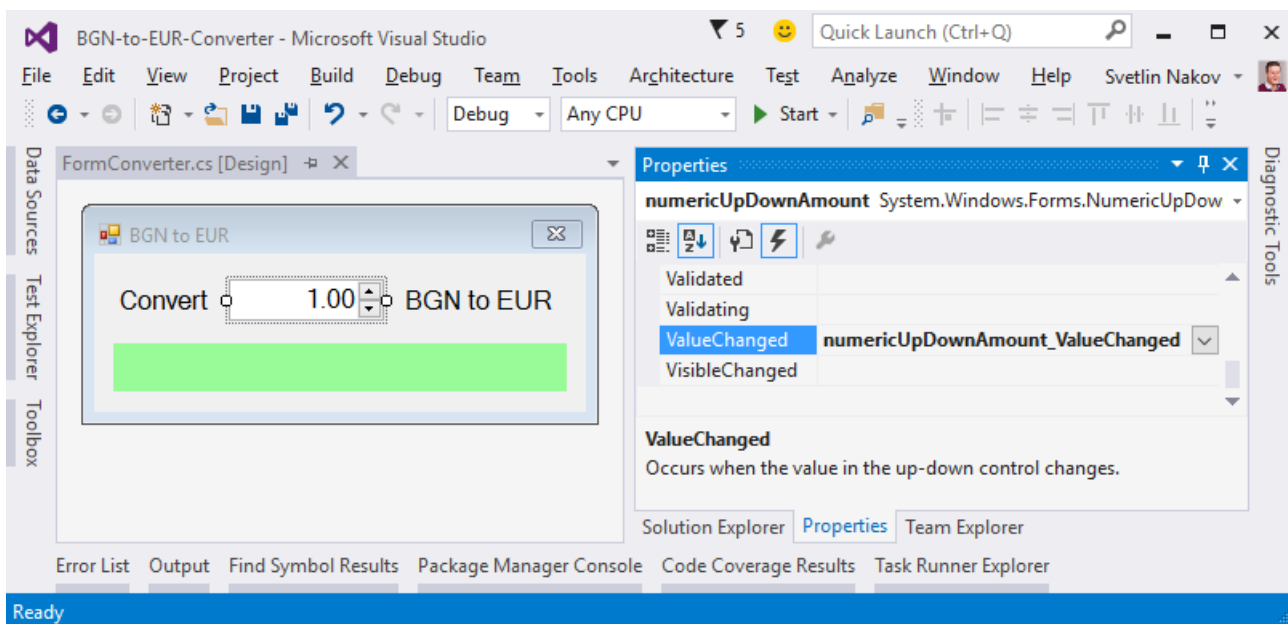 BGN-to-EUR-Converter - Microsoft Visual Studio
5
Quick Launch (Ctrl+Q)
File Edit View Project Build Debug Team Tools Architecture Test Analyze Window Help Svetlin Nakov
Debug Any CPU Start
Data Sources
Test Explorer
Toolbox
FormConverter.cs [Design]
BGN to EUR
Convert 1.00 BGN to EUR
Properties
numericUpDownAmount System.Windows.Forms.NumericUpDow
Validated
Validating
ValueChanged numericUpDownAmount_ValueChanged
VisibleChanged
ValueChanged
Occurs when the value in the up-down control changes.
Solution Explorer Properties Team Explorer
Diagnostic Tools
Error List Output Find Symbol Results Package Manager Console Code Coverage Results Task Runner Explorer
Ready